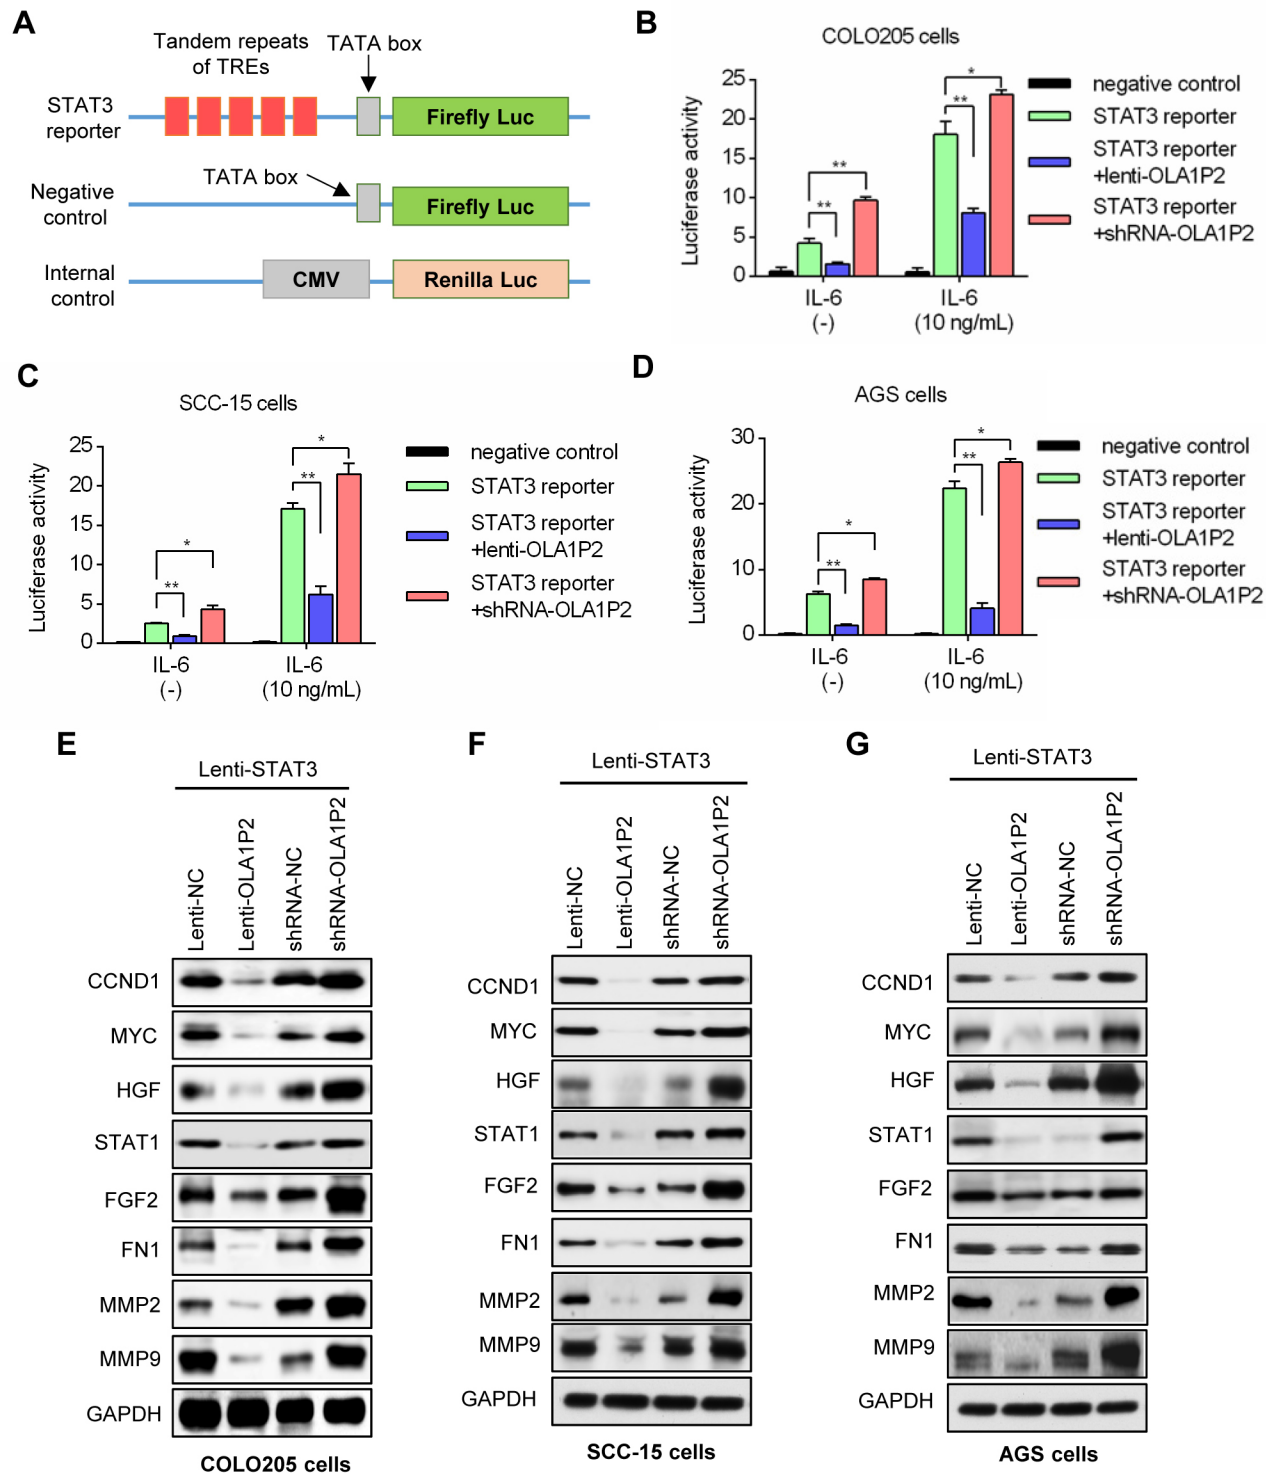 A
Tandem repeats
of TREs
TATA box
STAT3
reporter
Firefly Luc
TATA box
Negative
control
Firefly Luc
Internal
control
CMV
Renilla Luc
B
COLO205 cells
Luciferase activity
25
20
15
10
5
0
**
**
**
*
IL-6
(-)
IL-6
(10 ng/mL)
negative control
STAT3 reporter
STAT3 reporter
+lenti-OLA1P2
STAT3 reporter
+shRNA-OLA1P2
C
SCC-15 cells
Luciferase activity
25
20
15
10
5
0
**
*
**
*
IL-6
(-)
IL-6
(10 ng/mL)
negative control
STAT3 reporter
STAT3 reporter
+lenti-OLA1P2
STAT3 reporter
+shRNA-OLA1P2
D
AGS cells
Luciferase activity
30
20
10
0
**
*
**
*
IL-6
(-)
IL-6
(10 ng/mL)
negative control
STAT3 reporter
STAT3 reporter
+lenti-OLA1P2
STAT3 reporter
+shRNA-OLA1P2
E
Lenti-STAT3
Lenti-NC
Lenti-OLA1P2
shRNA-NC
shRNA-OLA1P2
CCND1
MYC
HGF
STAT1
FGF2
FN1
MMP2
MMP9
GAPDH
COLO205 cells
F
Lenti-STAT3
Lenti-NC
Lenti-OLA1P2
shRNA-NC
shRNA-OLA1P2
CCND1
MYC
HGF
STAT1
FGF2
FN1
MMP2
MMP9
GAPDH
SCC-15 cells
G
Lenti-STAT3
Lenti-NC
Lenti-OLA1P2
shRNA-NC
shRNA-OLA1P2
CCND1
MYC
HGF
STAT1
FGF2
FN1
MMP2
MMP9
GAPDH
AGS cells